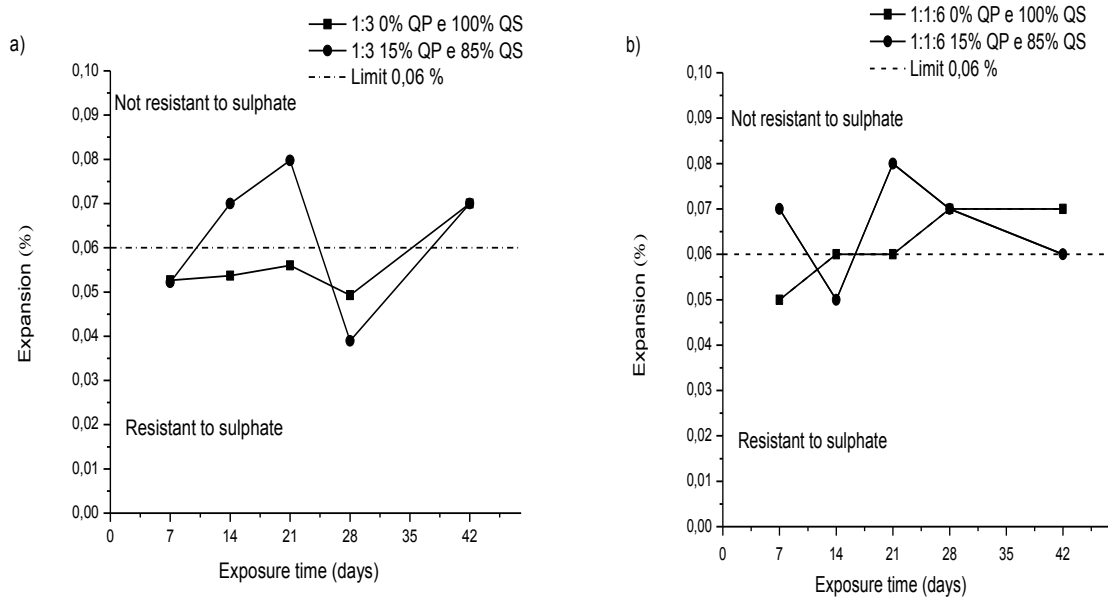 a)
1:3 0% QP e 100% QS
1:3 15% QP e 85% QS
Limit 0,06 %
0,10
0,09
0,08
0,07
0,06
0,05
0,04
0,03
0,02
0,01
0,00
Expansion (%)
Not resistant to sulphate
Resistant to sulphate
0
7
14
21
28
35
42
Exposure time (days)
b)
1:1:6 0% QP e 100% QS
1:1:6 15% QP e 85% QS
Limit 0,06 %
0,10
0,09
0,08
0,07
0,06
0,05
0,04
0,03
0,02
0,01
0,00
Expansion (%)
Not resistant to sulphate
Resistant to sulphate
0
7
14
21
28
35
42
Exposure time (days)